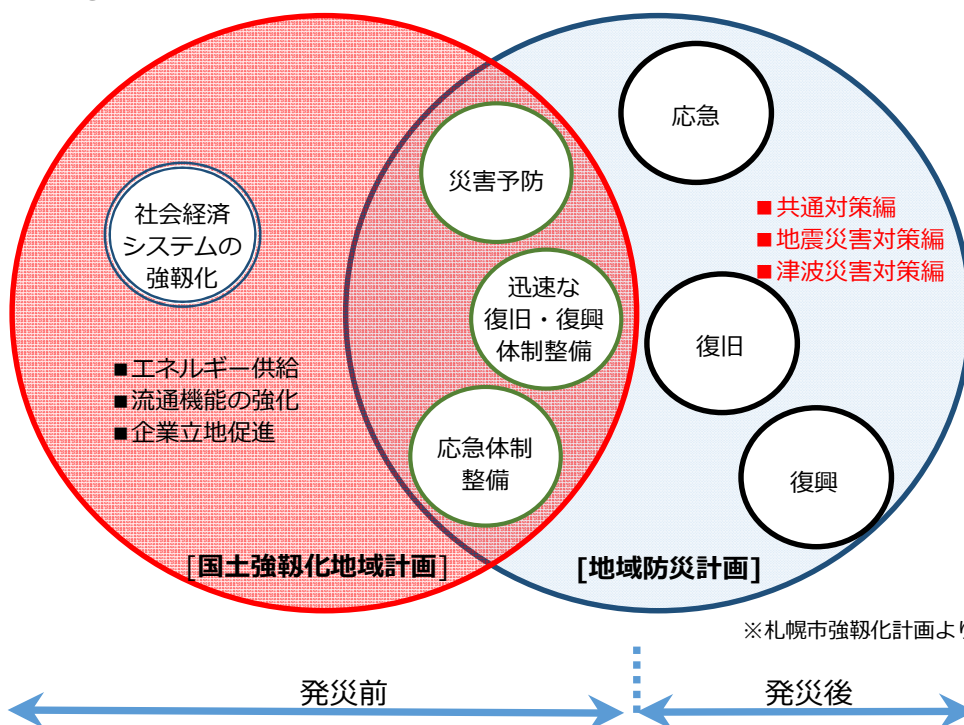 応急
災害予防
社会経済
システムの
強靱化
■共通対策編
■地震災害対策編
■津波災害対策編
迅速な
復旧・復興
体制整備
復旧
■エネルギー供給
■流通機能の強化
■企業立地促進
応急体制
整備
復興
[国土強靱化地域計画]
[地域防災計画]
※札幌市強靱化計画より
発災前
発災後